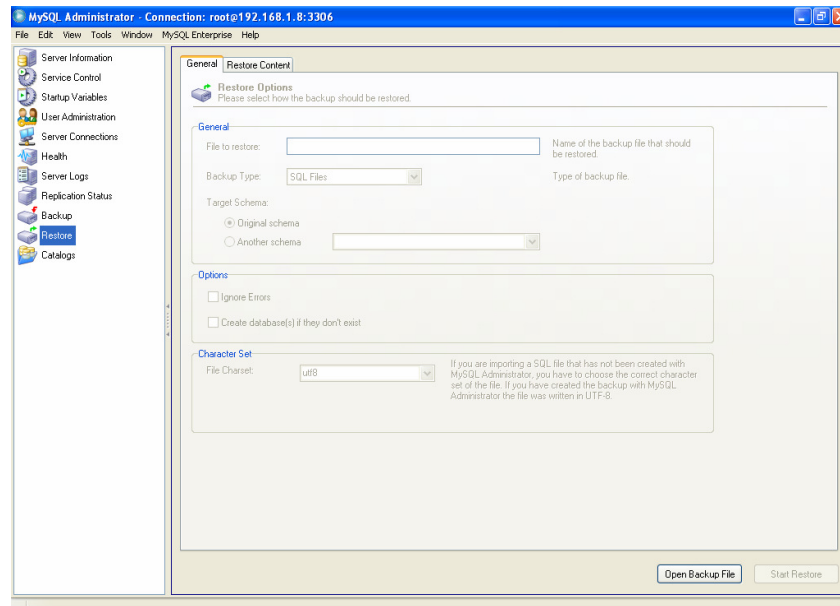 MySQL Administrator - Connection: root@192.168.1.8:3306
File Edit View Tools Window MySQL Enterprise Help
Server Information
Service Control
Startup Variables
User Administration
Server Connections
Health
Server Logs
Replication Status
Backup
Restore
Catalogs
General Restore Content
Restore Options
Please select how the backup should be restored.
General
File to restore:
Name of the backup file that should
be restored.
Backup Type: SQL Files Type of backup file.
Target Schema:
Original schema
Another schema
Options
Ignore Errors
Create database(s) if they don't exist
Character Set
File Charset: utf8
If you are importing a SQL file that has not been created with
MySQL Administrator, you have to choose the correct character
set of the file. If you have created the backup with MySQL
Administrator the file was written in UTF-8.
Open Backup File Start Restore